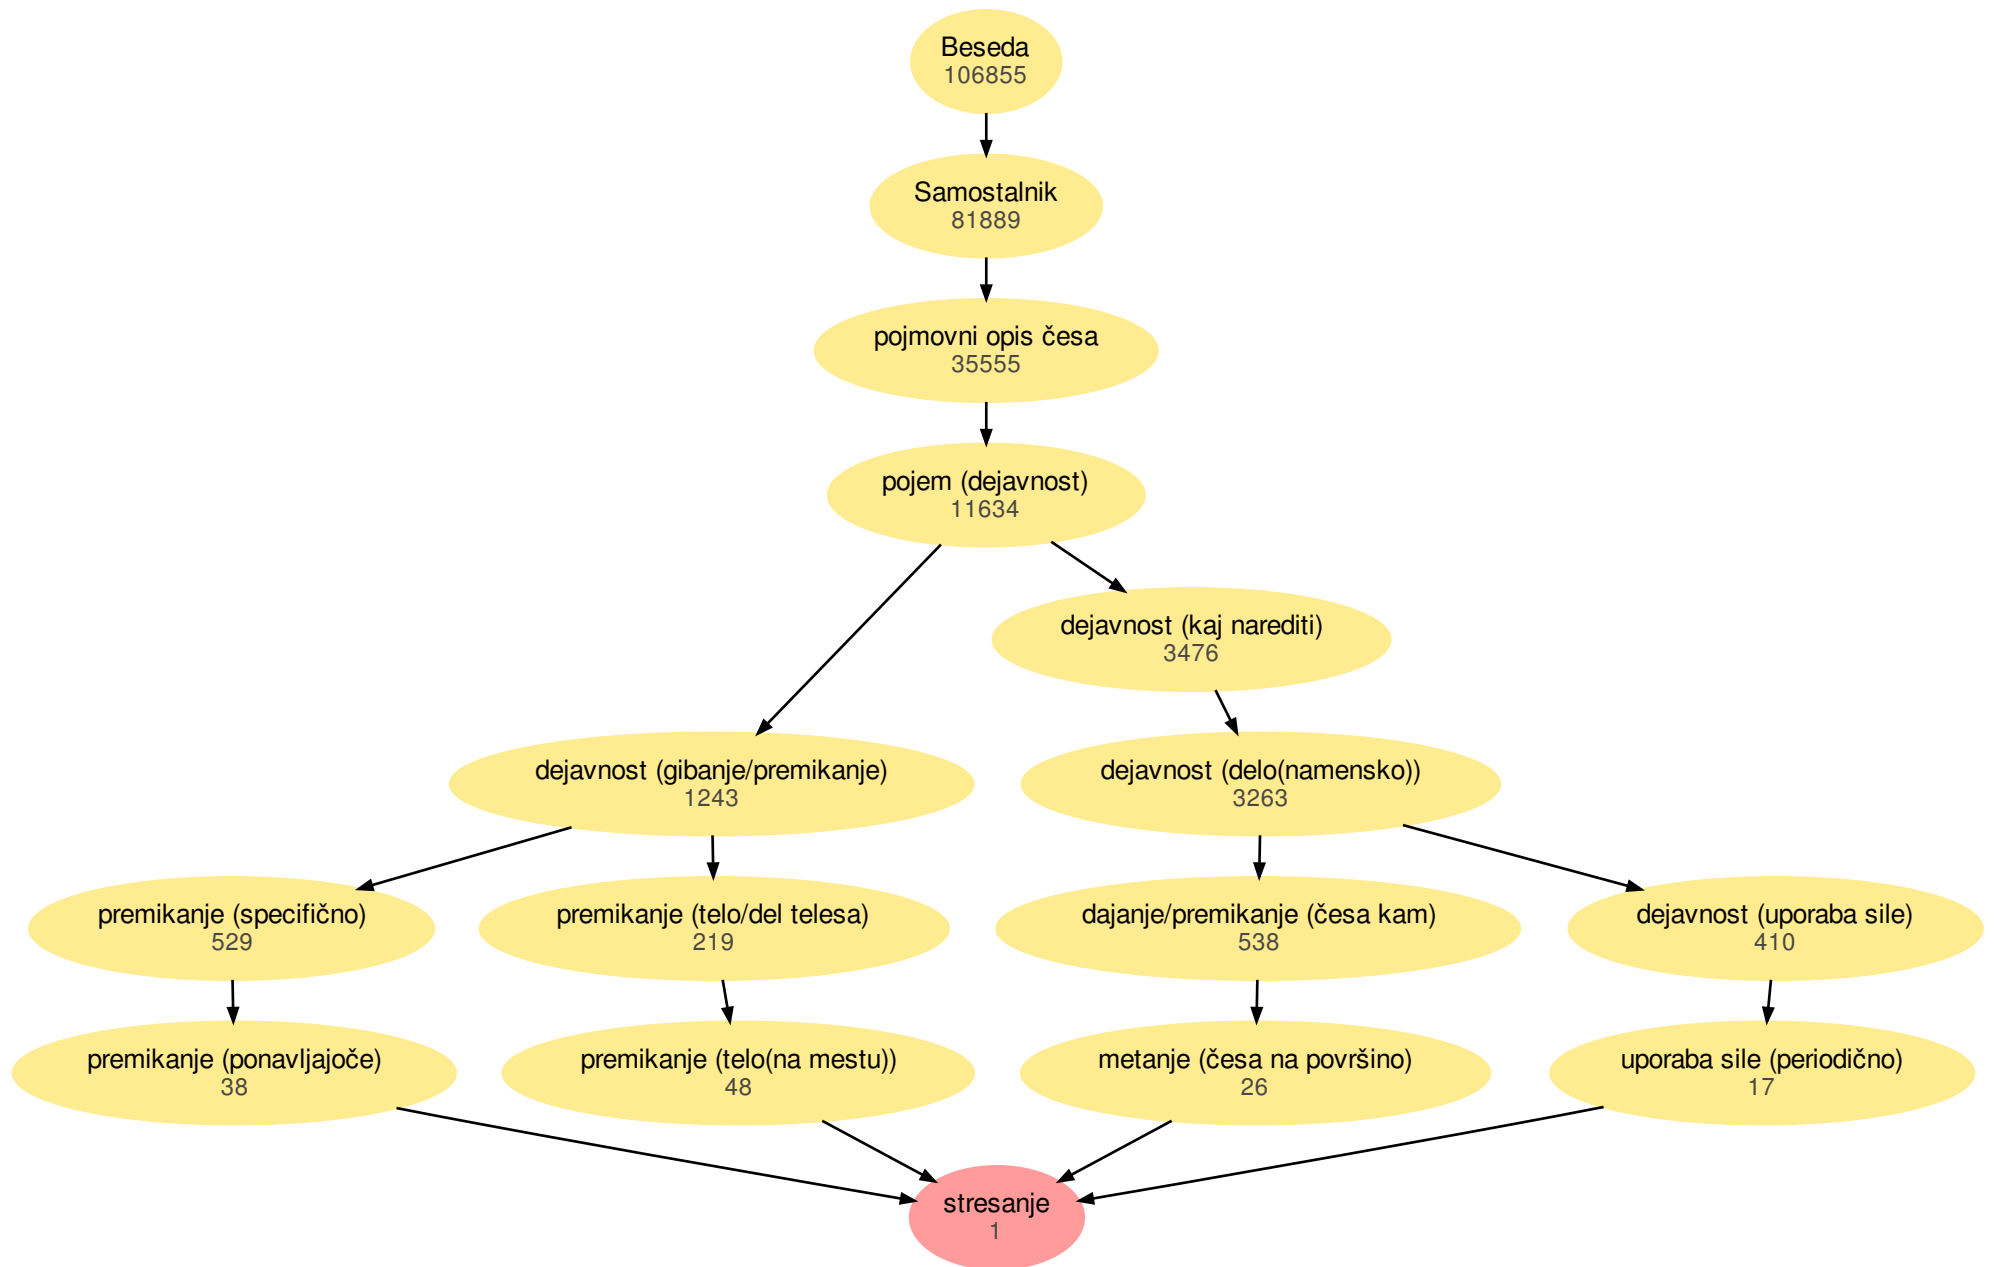 Beseda
106855
Samostalnik
81889
pojmovni opis česa
35555
pojem (dejavnost)
11634
dejavnost (kaj narediti)
3476
dejavnost (gibanje/premikanje)
1243
dejavnost (delo(namensko))
3263
premikanje (specifično)
529
premikanje (telo/del telesa)
219
dajanje/premikanje (česa kam)
538
dejavnost (uporaba sile)
410
premikanje (ponavljajoče)
38
premikanje (telo(na mestu))
48
metanje (česa na površino)
26
uporaba sile (periodično)
17
stresanje
1